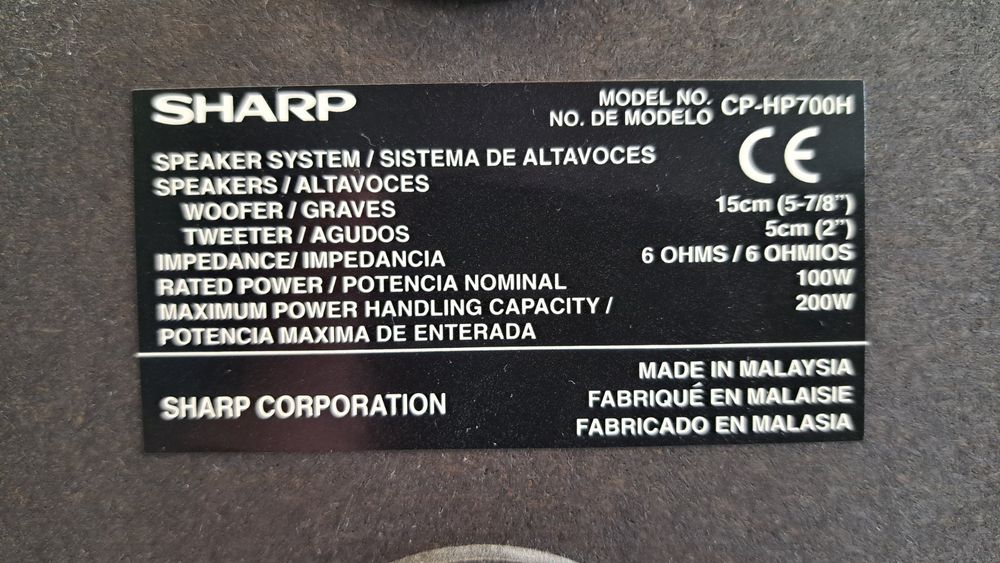 SHARP
MODEL NO.
NO. DE MODELO CP-HP700H
CE
SPEAKER SYSTEM / SISTEMA DE ALTAVOCES
SPEAKERS / ALTAVOCES
WOOFER / GRAVES 15cm (5-7/8")
TWEETER / AGUDOS 5cm (2")
IMPEDANCE/ IMPEDANCIA 6 OHMS / 6 OHMIOS
RATED POWER / POTENCIA NOMINAL 100W
MAXIMUM POWER HANDLING CAPACITY / 200W
POTENCIA MAXIMA DE ENTERADA
SHARP CORPORATION
MADE IN MALAYSIA
FABRIQUÉ EN MALAISIE
FABRICADO EN MALASIA